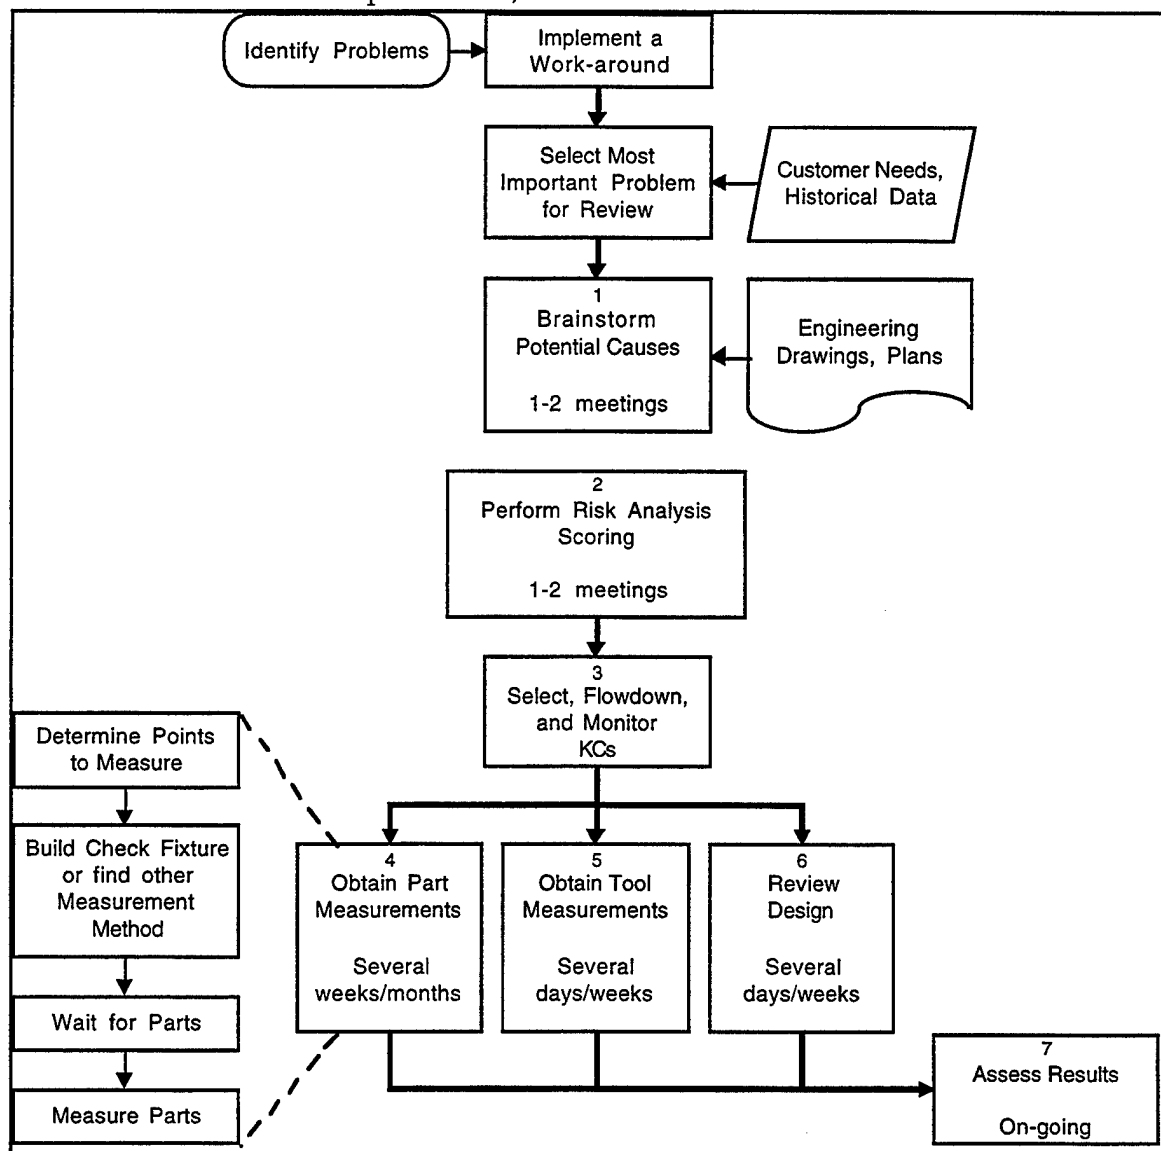 Identify Problems
Implement a
Work-around
Select Most
Important Problem
for Review
Customer Needs,
Historical Data
1
Brainstorm
Potential Causes
1-2 meetings
Engineering
Drawings, Plans
2
Perform Risk Analysis
Scoring
1-2 meetings
3
Select, Flowdown,
and Monitor
KCs
Determine Points
to Measure
Build Check Fixture
or find other
Measurement
Method
Wait for Parts
Measure Parts
4
Obtain Part
Measurements
Several
weeks/months
5
Obtain Tool
Measurements
Several
days/weeks
6
Review
Design
Several
days/weeks
7
Assess Results
On-going